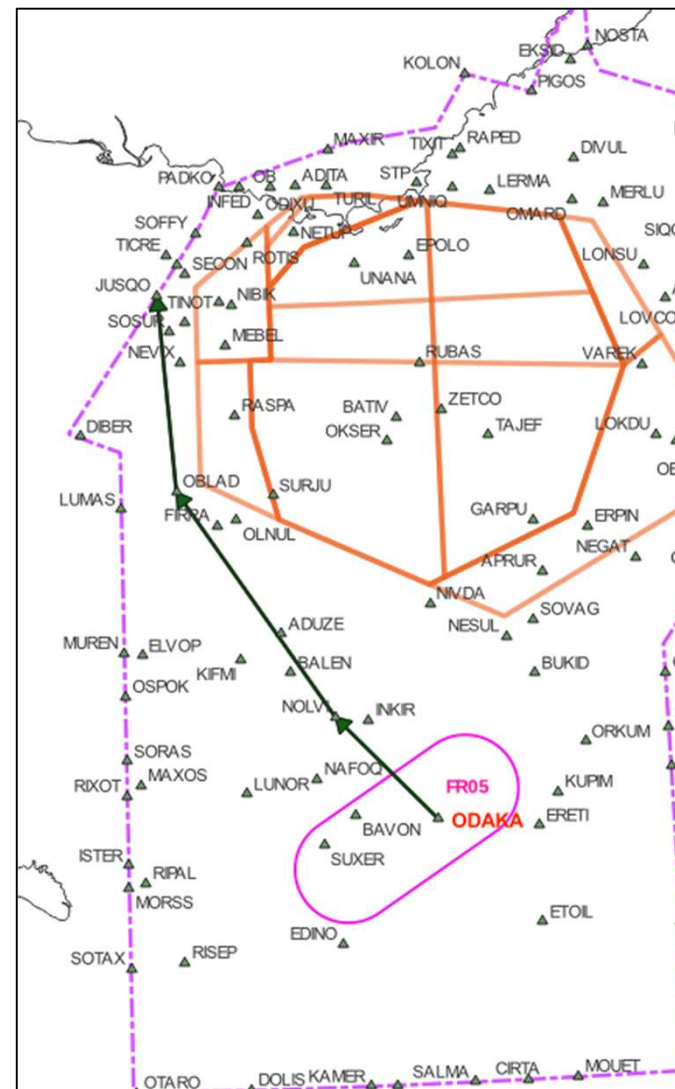 NOSTA
EKSID
KOLON
PIGOS
MAXIR
TIXIT
RAPED
DIVUL
PADKO
OB
ADITA
STP
INFED
ODIXU
TURIL
UMNIQ
LERMA
MERLU
OMARD
SOFFY
NETUP
TICRE
ROTIS
EPOLO
SECON
UNANA
LONSU
JUSQO
TINOT
NIBIK
LOVCO
SOSUR
MEBEL
NEVIX
RUBAS
VAREK
RASPA
BATIV
ZETCO
OKSER
TAJEF
LOKDU
DIBER
OBLAD
SURJU
LUMAS
FIRRA
OLNUL
GARPU
ERPIN
APRUR
NEGAT
NIVDA
SOVAG
ADUZE
NESUL
MUREN
ELVOP
KIFMI
BALEN
BUKID
OSPOK
NOLVI
INKIR
ORKUM
SORAS
MAXOS
NAFOQ
FR05
RIXOT
LUNOR
KUPIM
BAVON
ODAKA
ERETI
SUXER
ISTER
RIPAL
MORSS
ETOIL
EDINO
SOTAX
RISEP
OTARO
DOLIS
KAMER
SALMA
CIRTA
MOUET